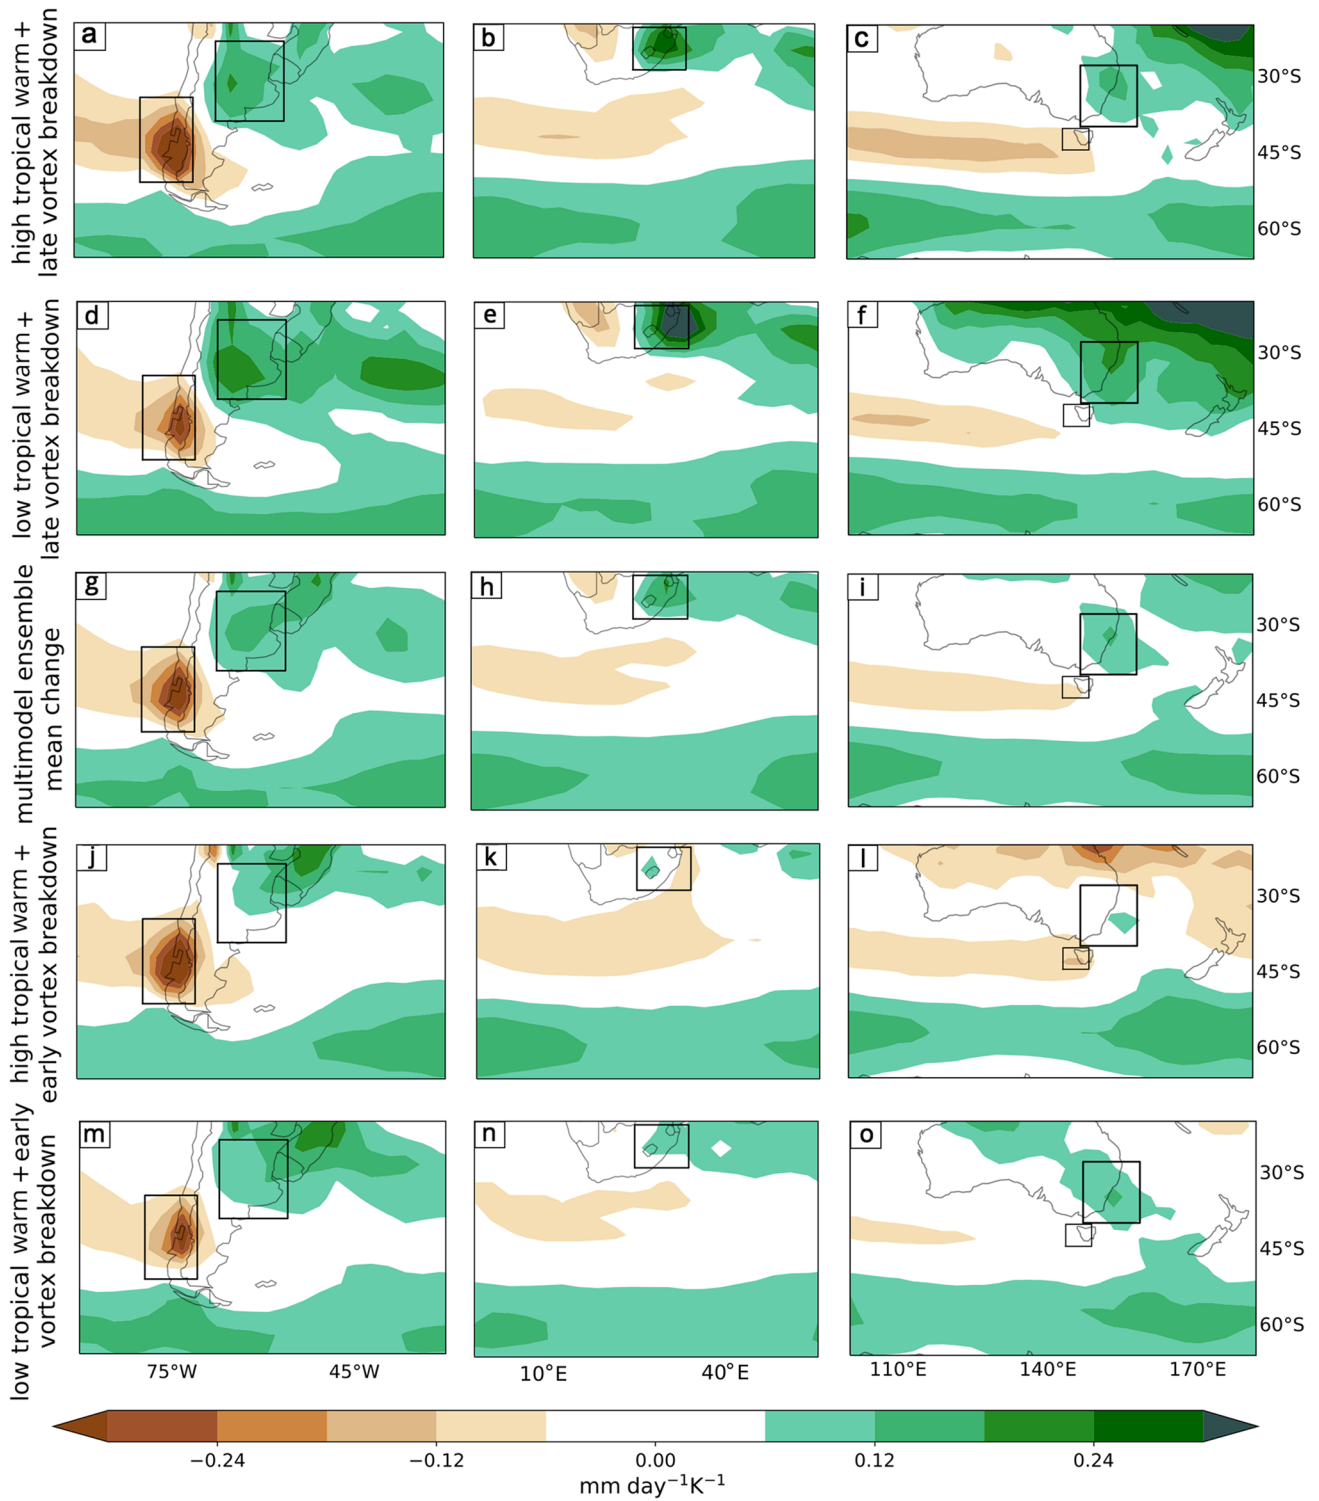 high tropical warm +
late vortex breakdown
a
b
c
30°S
45°S
60°S
low tropical warm +
late vortex breakdown
d
e
f
30°S
45°S
60°S
multimodel ensemble
mean change
g
h
i
30°S
45°S
60°S
high tropical warm +
early vortex breakdown
j
k
l
30°S
45°S
60°S
low tropical warm + early
vortex breakdown
m
n
o
30°S
45°S
60°S
75°W 45°W 10°E 40°E 110°E 140°E 170°E
−0.24 −0.12 0.00 0.12 0.24
mm day⁻¹K⁻¹